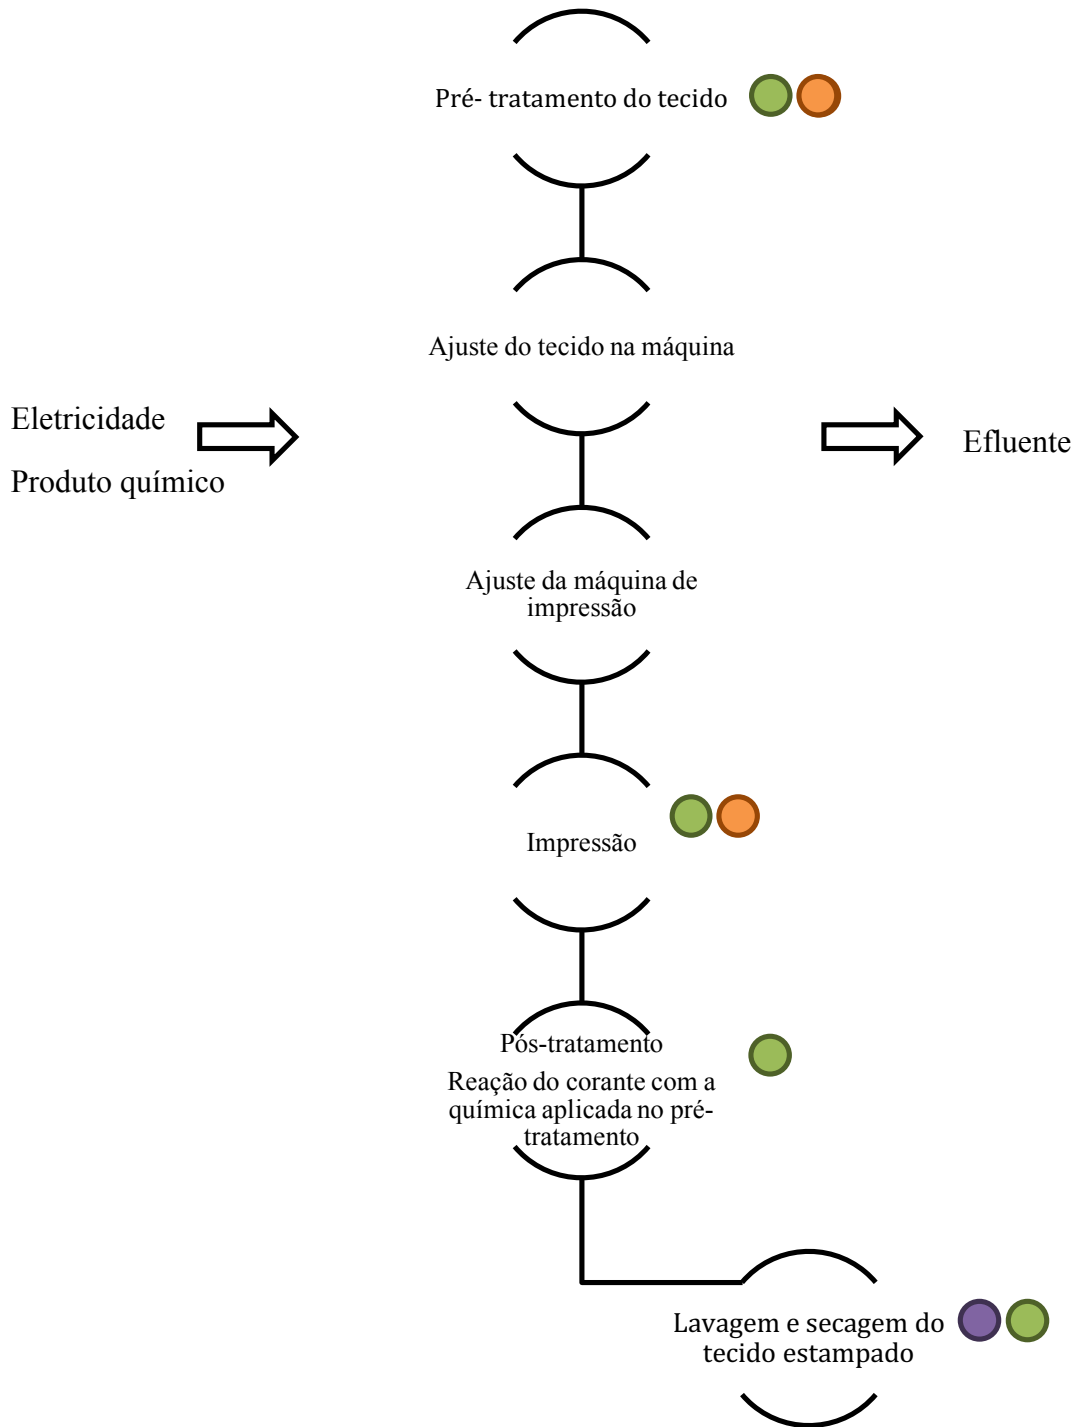 Pré- tratamento do tecido
Ajuste do tecido na máquina
Eletricidade
Produto químico
Efluente
Ajuste da máquina de
impressão
Impressão
Pós-tratamento
Reação do corante com a
química aplicada no pré-
tratamento
Lavagem e secagem do
tecido estampado